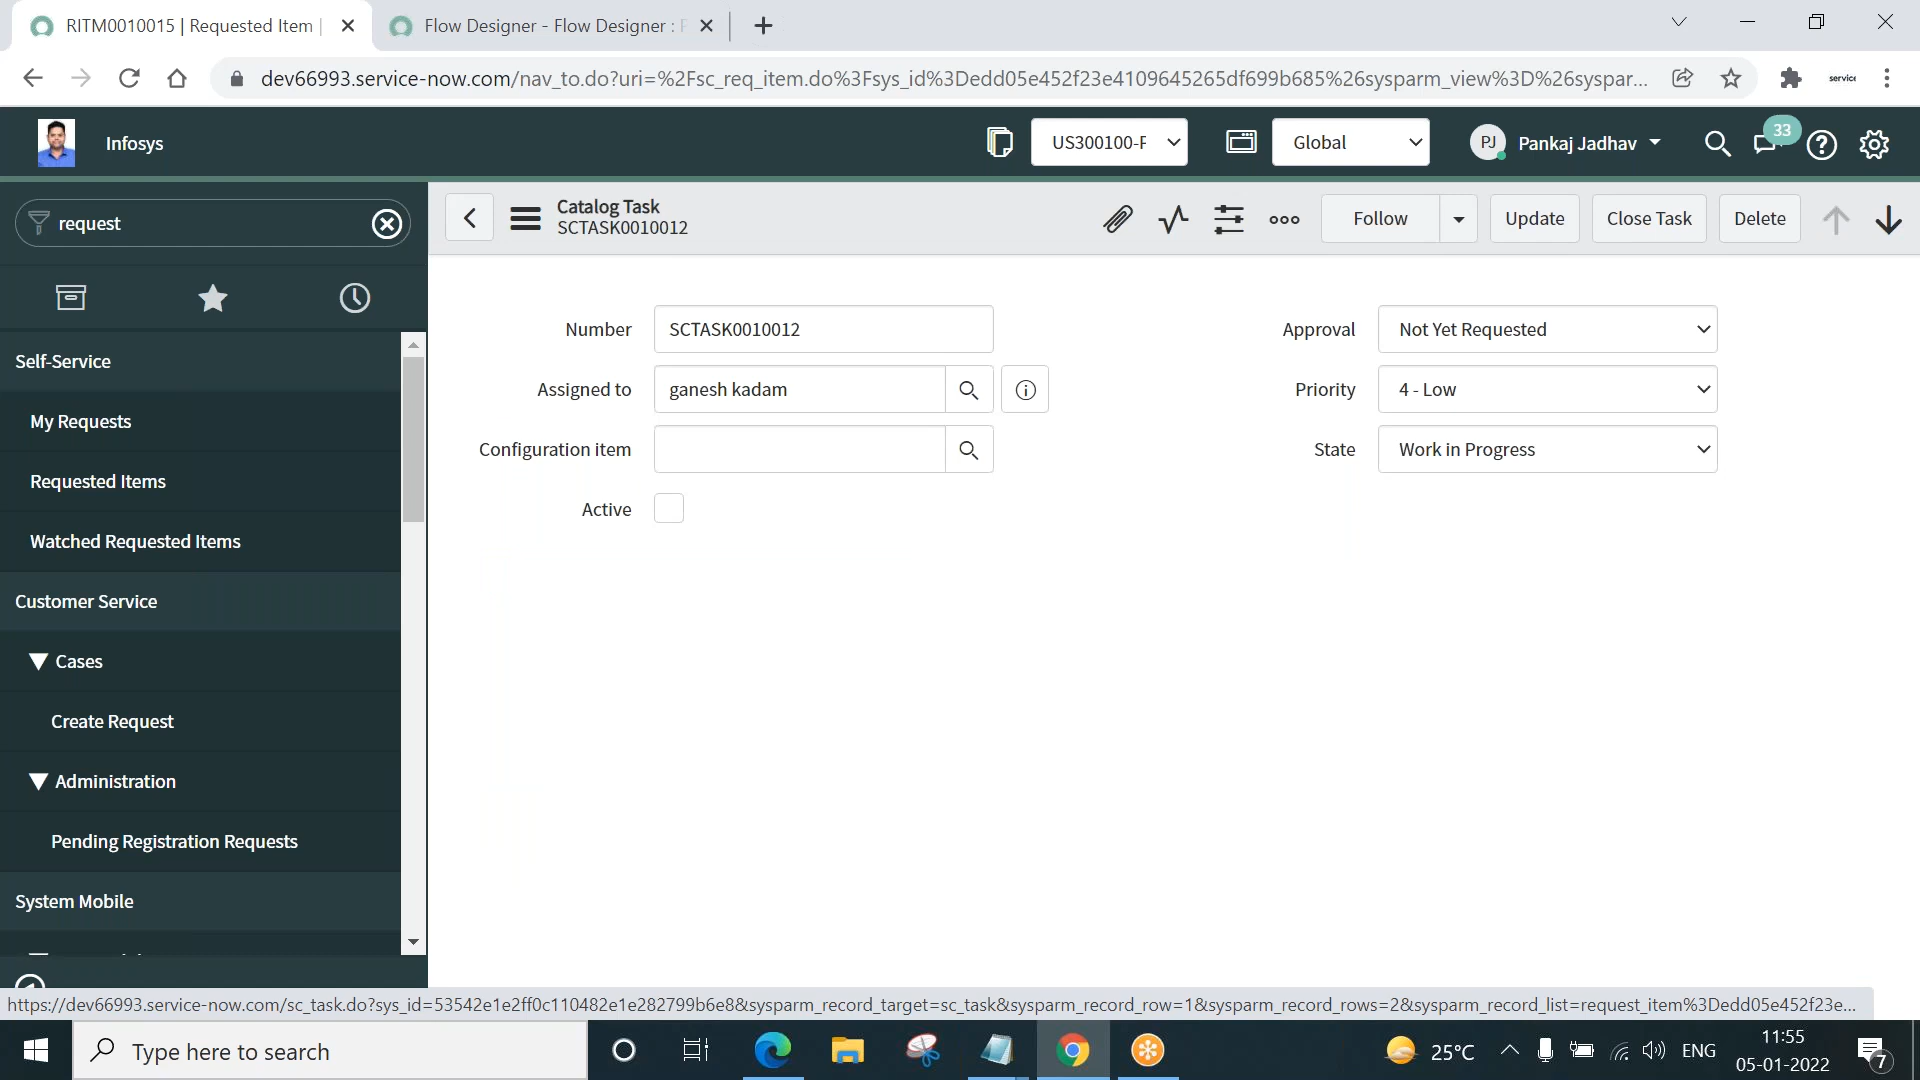 RITM0010015 | Requested Item |
Flow Designer - Flow Designer :
dev66993.service-now.com/nav_to.do?uri=%2Fsc_req_item.do%3Fsys_id%3Dedd05e452f23e4109645265df699b685%26sysparm_view%3D%26syspar...
service
Infosys
US300100-F
Global
PJ
Pankaj Jadhav
33
request
Catalog Task
SCTASK0010012
Follow
Update
Close Task
Delete
Self-Service
My Requests
Requested Items
Watched Requested Items
Customer Service
Cases
Create Request
Administration
Pending Registration Requests
System Mobile
Number
SCTASK0010012
Assigned to
ganesh kadam
Configuration item
Active
Approval
Not Yet Requested
Priority
4 - Low
State
Work in Progress
https://dev66993.service-now.com/sc_task.do?sys_id=53542e1e2ff0c110482e1e282799b6e8&sysparm_record_target=sc_task&sysparm_record_row=1&sysparm_record_rows=2&sysparm_record_list=request_item%3Dedd05e452f23e...
Type here to search
25°C
ENG
11:55
05-01-2022
7